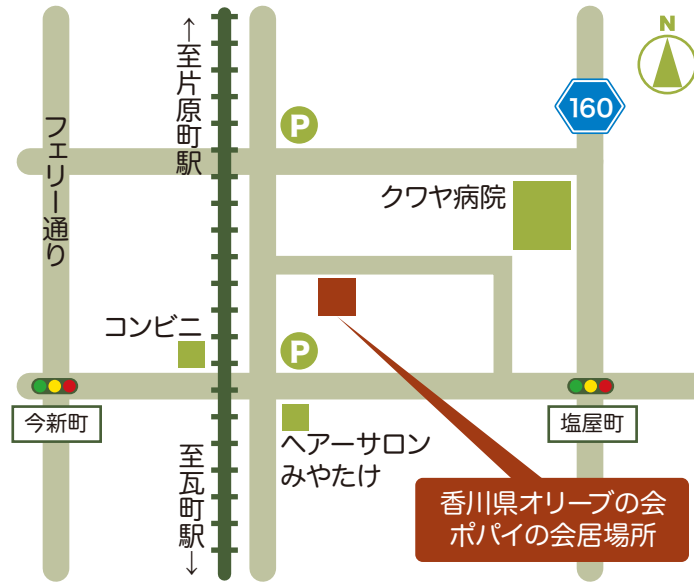 N
↑至片原町駅
160
P
フェリー通り
クワヤ病院
コンビニ
P
今新町
塩屋町
ヘアーサロン
みやたけ
至瓦町駅↓
香川県オリーブの会
ポパイの会居場所